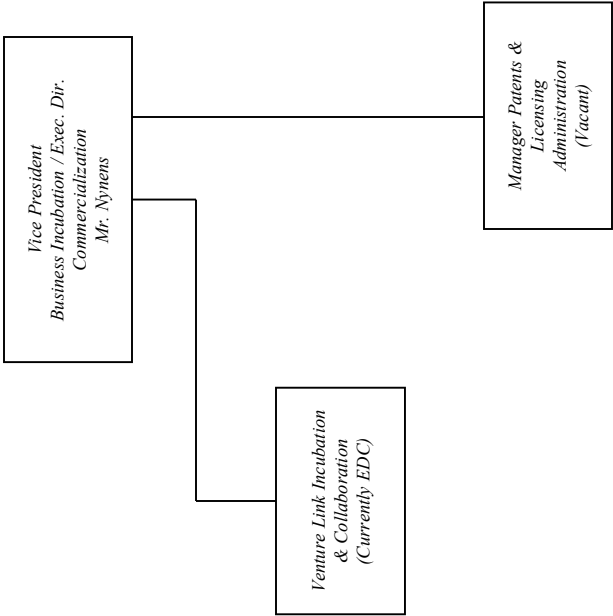 Vice President
Business Incubation / Exec. Dir.
Commercialization
Mr. Nynens
Venture Link Incubation
& Collaboration
(Currently EDC)
Manager Patents &
Licensing
Administration
(Vacant)